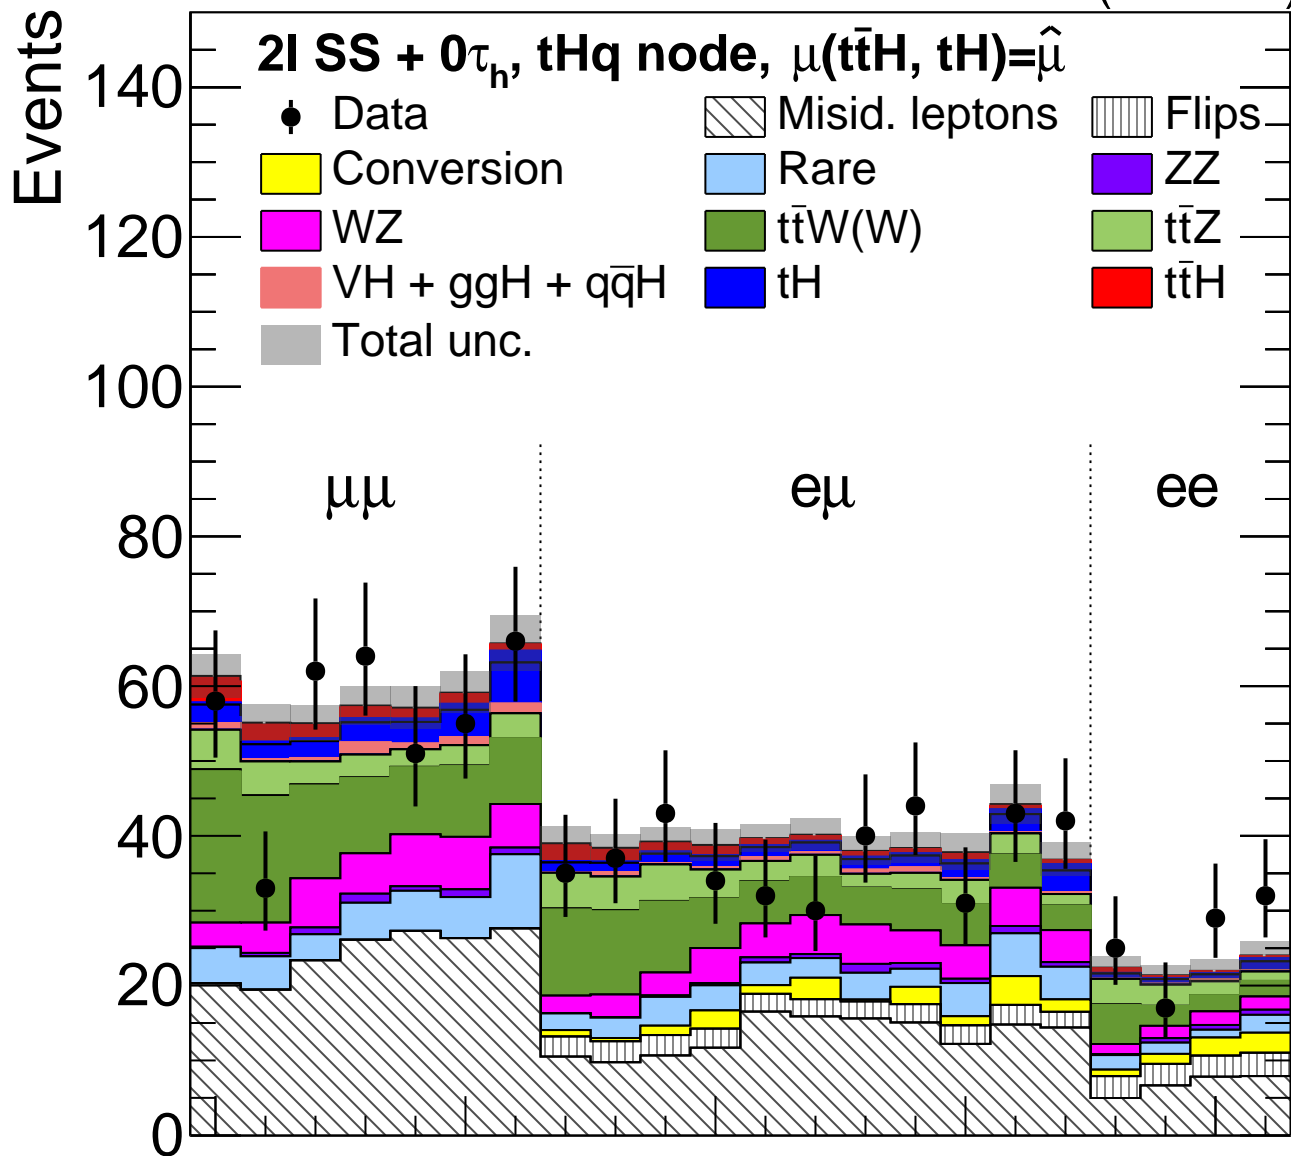 2l SS + 0τh, tHq node, μ(tt̄H, tH)=μ̂
Data
Misid. leptons
Flips
Conversion
Rare
ZZ
WZ
tt̄W(W)
tt̄Z
VH + ggH + qq̄H
tH
tt̄H
Total unc.
Events
140
120
100
80
60
40
20
0
μμ
eμ
ee